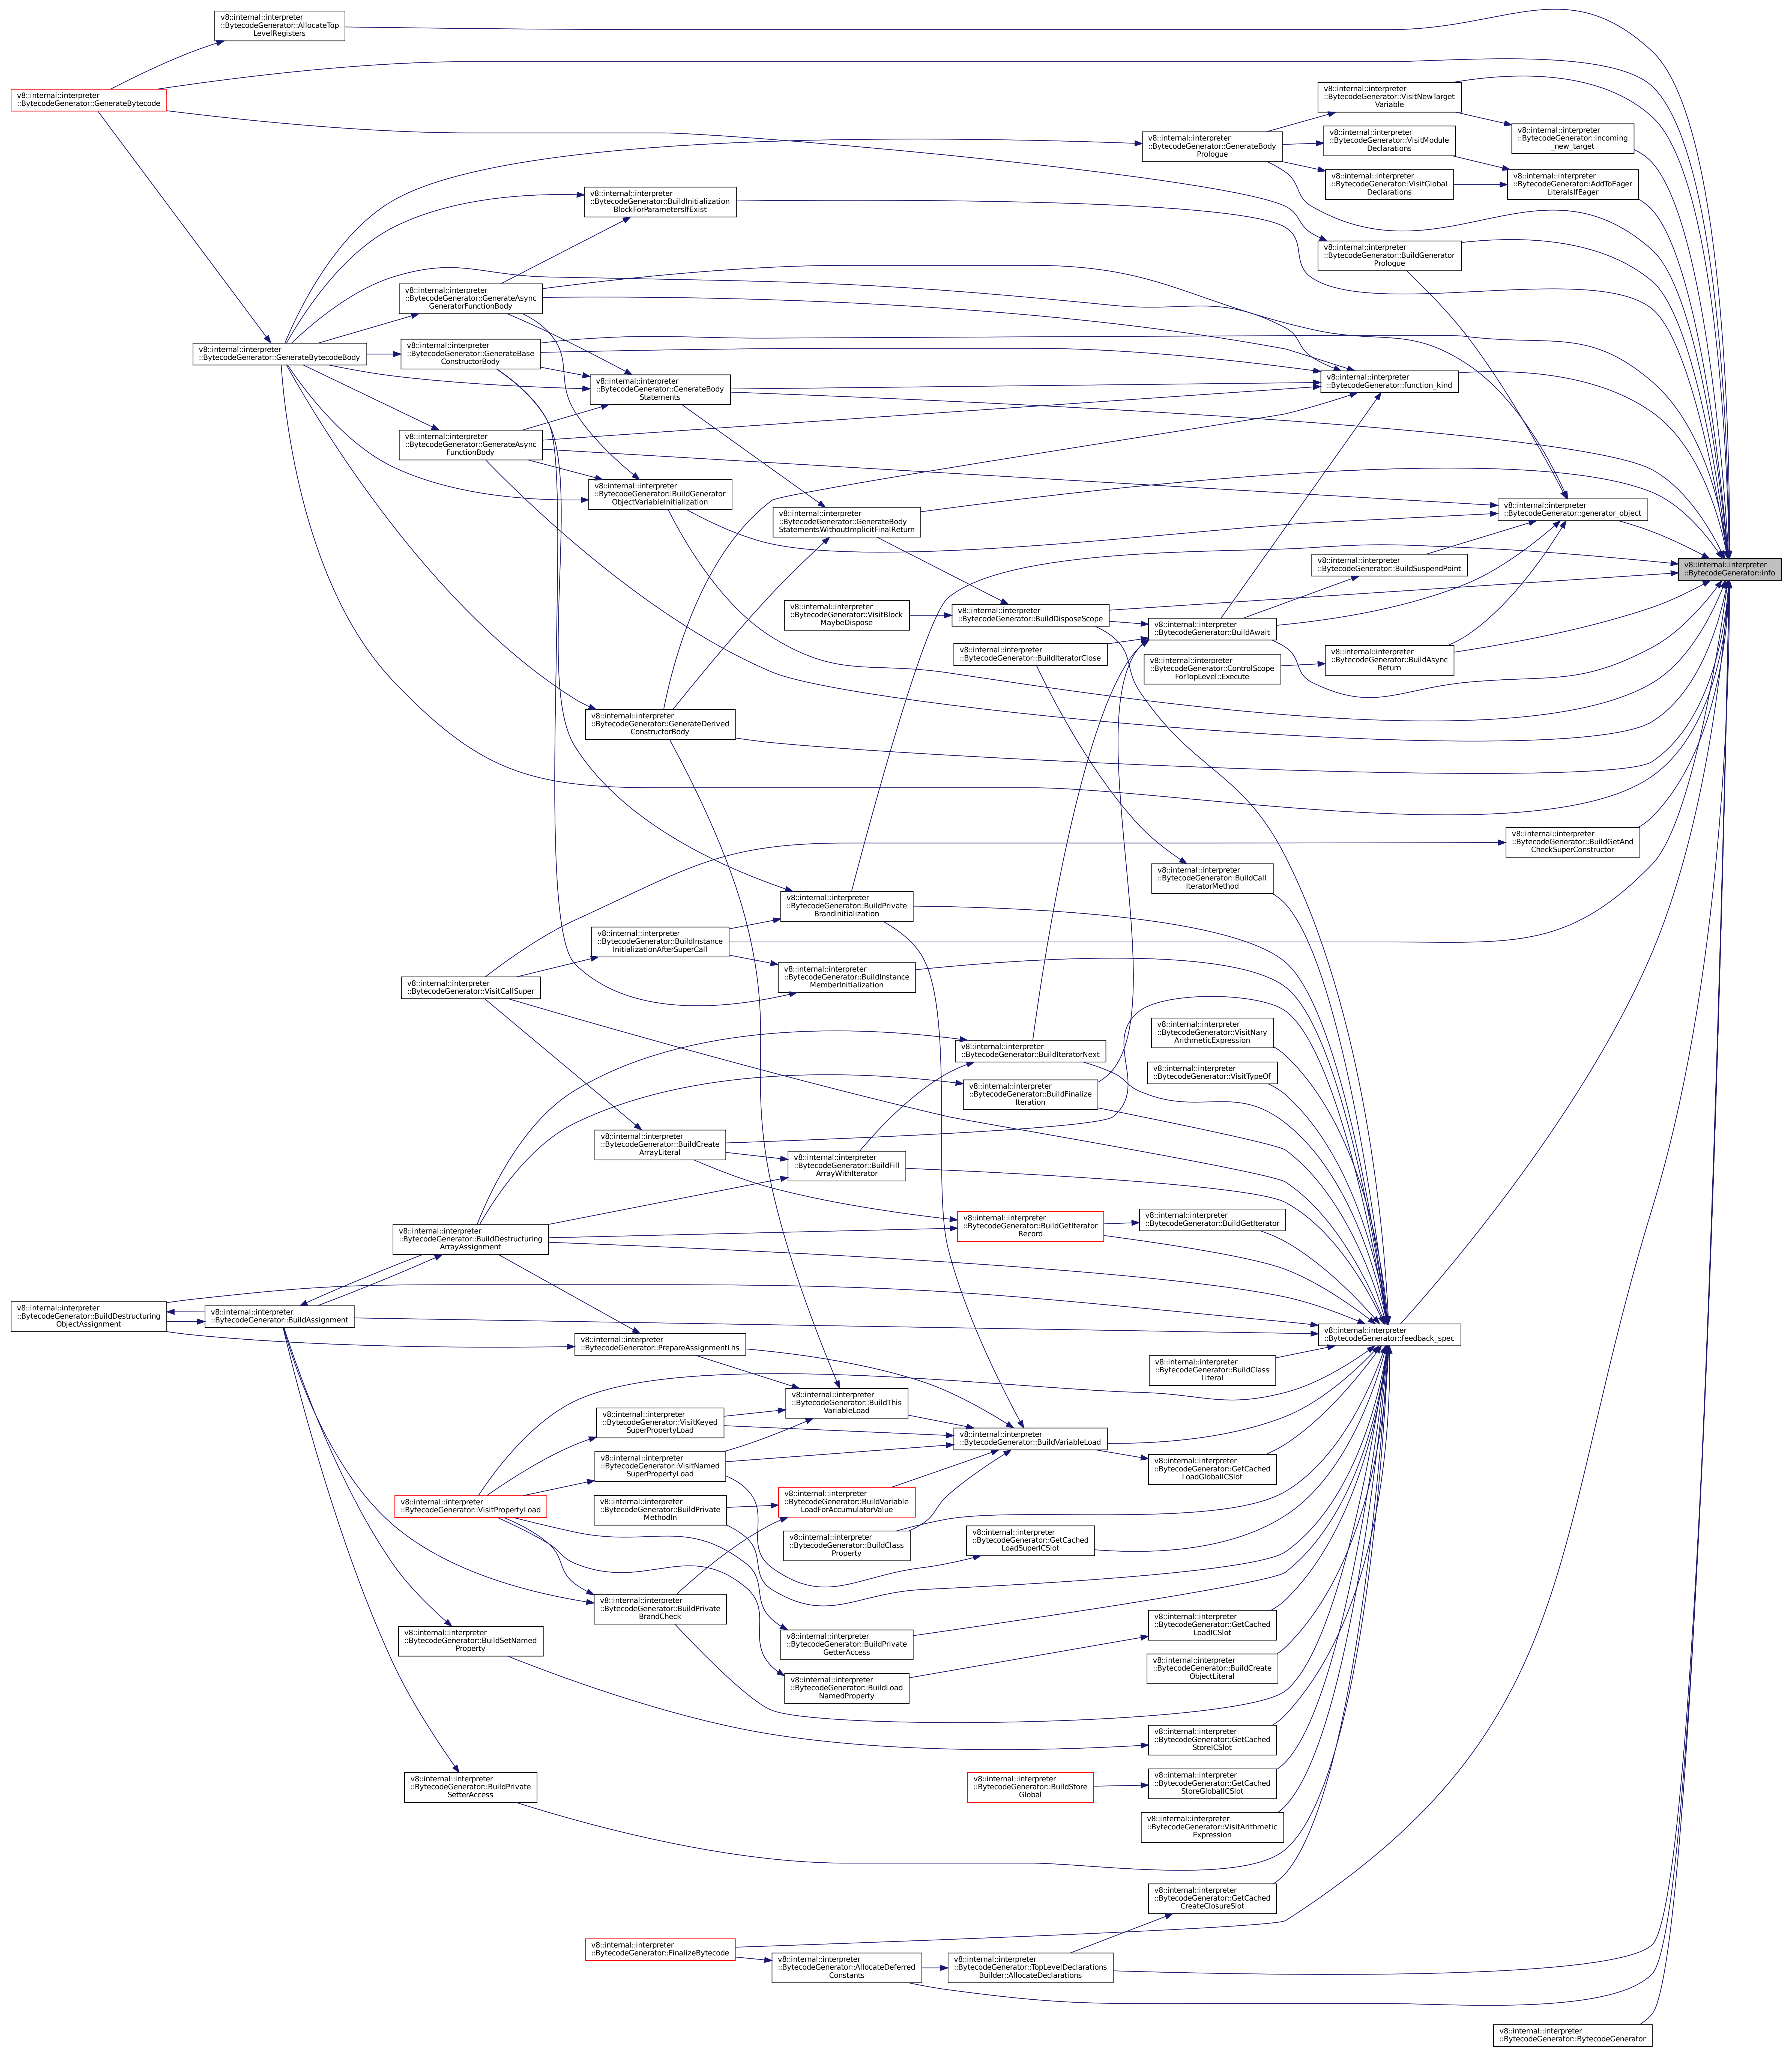 v8::internal::interpreter
::BytecodeGenerator::AllocateTop
LevelRegisters
v8::internal::interpreter
::BytecodeGenerator::GenerateBytecode
v8::internal::interpreter
::BytecodeGenerator::VisitNewTarget
Variable
v8::internal::interpreter
::BytecodeGenerator::incoming
_new_target
v8::internal::interpreter
::BytecodeGenerator::GenerateBody
Prologue
v8::internal::interpreter
::BytecodeGenerator::VisitModule
Declarations
v8::internal::interpreter
::BytecodeGenerator::VisitGlobal
Declarations
v8::internal::interpreter
::BytecodeGenerator::AddToEager
LiteralsIfEager
v8::internal::interpreter
::BytecodeGenerator::BuildInitialization
BlockForParametersIfExist
v8::internal::interpreter
::BytecodeGenerator::BuildGenerator
Prologue
v8::internal::interpreter
::BytecodeGenerator::GenerateAsync
GeneratorFunctionBody
v8::internal::interpreter
::BytecodeGenerator::GenerateBytecodeBody
v8::internal::interpreter
::BytecodeGenerator::GenerateBase
ConstructorBody
v8::internal::interpreter
::BytecodeGenerator::GenerateBody
Statements
v8::internal::interpreter
::BytecodeGenerator::function_kind
v8::internal::interpreter
::BytecodeGenerator::GenerateAsync
FunctionBody
v8::internal::interpreter
::BytecodeGenerator::BuildGenerator
ObjectVariableInitialization
v8::internal::interpreter
::BytecodeGenerator::GenerateBody
StatementsWithoutImplicitFinalReturn
v8::internal::interpreter
::BytecodeGenerator::generator_object
v8::internal::interpreter
::BytecodeGenerator::BuildSuspendPoint
v8::internal::interpreter
::BytecodeGenerator::info
v8::internal::interpreter
::BytecodeGenerator::VisitBlock
MaybeDispose
v8::internal::interpreter
::BytecodeGenerator::BuildDisposeScope
v8::internal::interpreter
::BytecodeGenerator::BuildAwait
v8::internal::interpreter
::BytecodeGenerator::BuildIteratorClose
v8::internal::interpreter
::BytecodeGenerator::ControlScope
ForTopLevel::Execute
v8::internal::interpreter
::BytecodeGenerator::BuildAsync
Return
v8::internal::interpreter
::BytecodeGenerator::GenerateDerived
ConstructorBody
v8::internal::interpreter
::BytecodeGenerator::BuildGetAnd
CheckSuperConstructor
v8::internal::interpreter
::BytecodeGenerator::BuildCall
IteratorMethod
v8::internal::interpreter
::BytecodeGenerator::BuildPrivate
BrandInitialization
v8::internal::interpreter
::BytecodeGenerator::BuildInstance
InitializationAfterSuperCall
v8::internal::interpreter
::BytecodeGenerator::VisitCallSuper
v8::internal::interpreter
::BytecodeGenerator::BuildInstance
MemberInitialization
v8::internal::interpreter
::BytecodeGenerator::VisitNary
ArithmeticExpression
v8::internal::interpreter
::BytecodeGenerator::BuildIteratorNext
v8::internal::interpreter
::BytecodeGenerator::VisitTypeOf
v8::internal::interpreter
::BytecodeGenerator::BuildFinalize
Iteration
v8::internal::interpreter
::BytecodeGenerator::BuildCreate
ArrayLiteral
v8::internal::interpreter
::BytecodeGenerator::BuildFill
ArrayWithIterator
v8::internal::interpreter
::BytecodeGenerator::BuildGetIterator
Record
v8::internal::interpreter
::BytecodeGenerator::BuildGetIterator
v8::internal::interpreter
::BytecodeGenerator::BuildDestructuring
ArrayAssignment
v8::internal::interpreter
::BytecodeGenerator::BuildDestructuring
ObjectAssignment
v8::internal::interpreter
::BytecodeGenerator::BuildAssignment
v8::internal::interpreter
::BytecodeGenerator::PrepareAssignmentLhs
v8::internal::interpreter
::BytecodeGenerator::feedback_spec
v8::internal::interpreter
::BytecodeGenerator::BuildClass
Literal
v8::internal::interpreter
::BytecodeGenerator::BuildThis
VariableLoad
v8::internal::interpreter
::BytecodeGenerator::VisitKeyed
SuperPropertyLoad
v8::internal::interpreter
::BytecodeGenerator::BuildVariableLoad
v8::internal::interpreter
::BytecodeGenerator::VisitNamed
SuperPropertyLoad
v8::internal::interpreter
::BytecodeGenerator::GetCached
LoadGlobalICSlot
v8::internal::interpreter
::BytecodeGenerator::VisitPropertyLoad
v8::internal::interpreter
::BytecodeGenerator::BuildPrivate
MethodIn
v8::internal::interpreter
::BytecodeGenerator::BuildVariable
LoadForAccumulatorValue
v8::internal::interpreter
::BytecodeGenerator::BuildClass
Property
v8::internal::interpreter
::BytecodeGenerator::GetCached
LoadSuperICSlot
v8::internal::interpreter
::BytecodeGenerator::BuildPrivate
BrandCheck
v8::internal::interpreter
::BytecodeGenerator::BuildSetNamed
Property
v8::internal::interpreter
::BytecodeGenerator::BuildPrivate
GetterAccess
v8::internal::interpreter
::BytecodeGenerator::GetCached
LoadICSlot
v8::internal::interpreter
::BytecodeGenerator::BuildCreate
ObjectLiteral
v8::internal::interpreter
::BytecodeGenerator::BuildLoad
NamedProperty
v8::internal::interpreter
::BytecodeGenerator::GetCached
StoreICSlot
v8::internal::interpreter
::BytecodeGenerator::BuildPrivate
SetterAccess
v8::internal::interpreter
::BytecodeGenerator::BuildStore
Global
v8::internal::interpreter
::BytecodeGenerator::GetCached
StoreGlobalICSlot
v8::internal::interpreter
::BytecodeGenerator::VisitArithmetic
Expression
v8::internal::interpreter
::BytecodeGenerator::GetCached
CreateClosureSlot
v8::internal::interpreter
::BytecodeGenerator::FinalizeBytecode
v8::internal::interpreter
::BytecodeGenerator::AllocateDeferred
Constants
v8::internal::interpreter
::BytecodeGenerator::TopLevelDeclarations
Builder::AllocateDeclarations
v8::internal::interpreter
::BytecodeGenerator::BytecodeGenerator